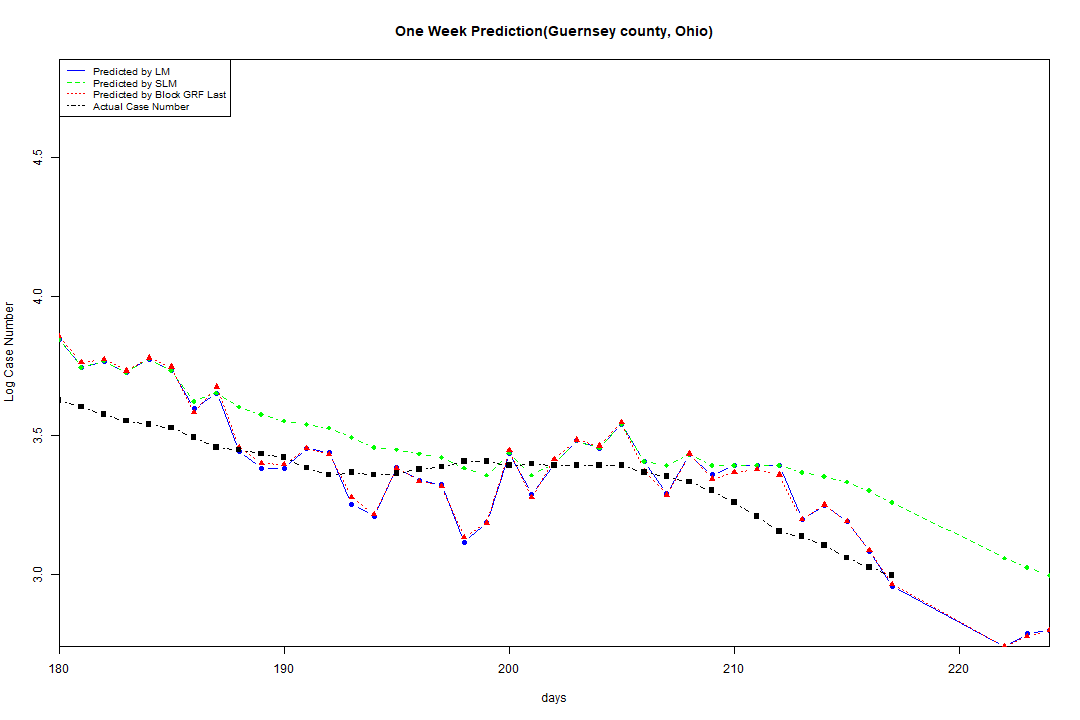 One Week Prediction(Guernsey county, Ohio)
Predicted by LM
Predicted by SLM
Predicted by Block GRF Last
Actual Case Number
4.5
4.0
3.5
3.0
Log Case Number
180 190 200 210 220
days